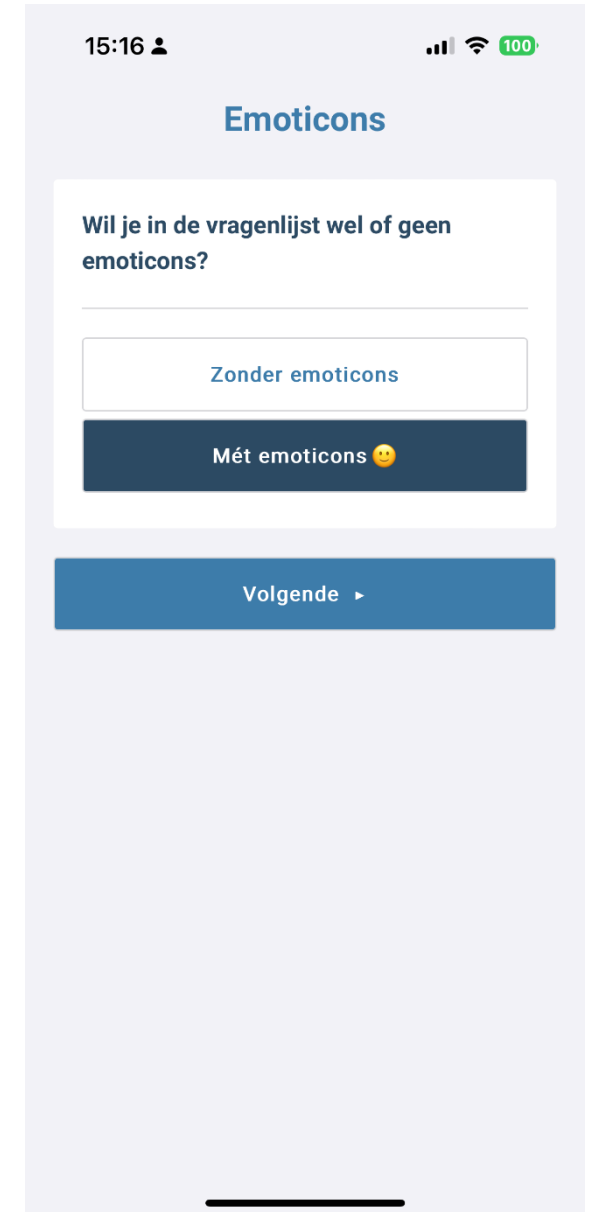 15:16
100
Emoticons
Wil je in de vragenlijst wel of geen
emoticons?
Zonder emoticons
Mét emoticons🙂
Volgende ▸